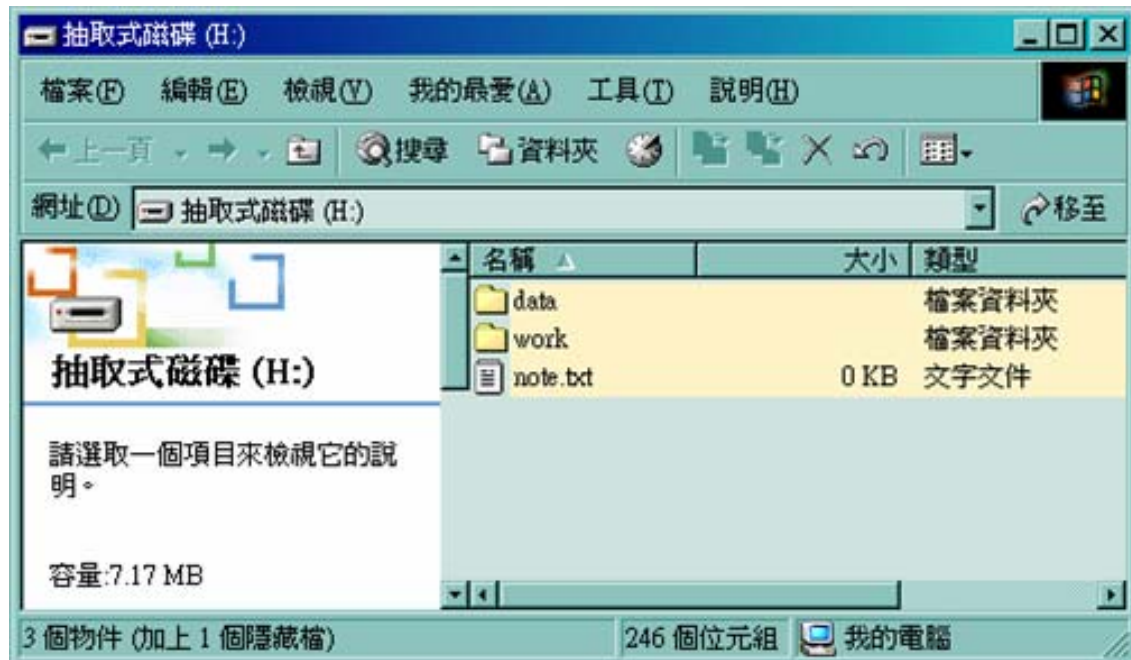 抽取式磁碟 (H:)
檔案(F) 編輯(E) 檢視(V) 我的最愛(A) 工具(T) 說明(H)
上一頁 搜尋 資料夾
網址(D) 抽取式磁碟 (H:) 移至
名稱 大小 類型
data 檔案資料夾
work 檔案資料夾
note.txt 0 KB 文字文件
抽取式磁碟 (H:)
請選取一個項目來檢視它的說
明。
容量:7.17 MB
3 個物件 (加上 1 個隱藏檔) 246 個位元組 我的電腦